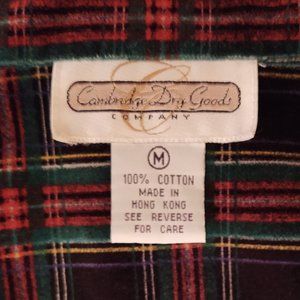 Cambridge Dry Goods
COMPANY
M
100% COTTON
MADE IN
HONG KONG
SEE REVERSE
FOR CARE